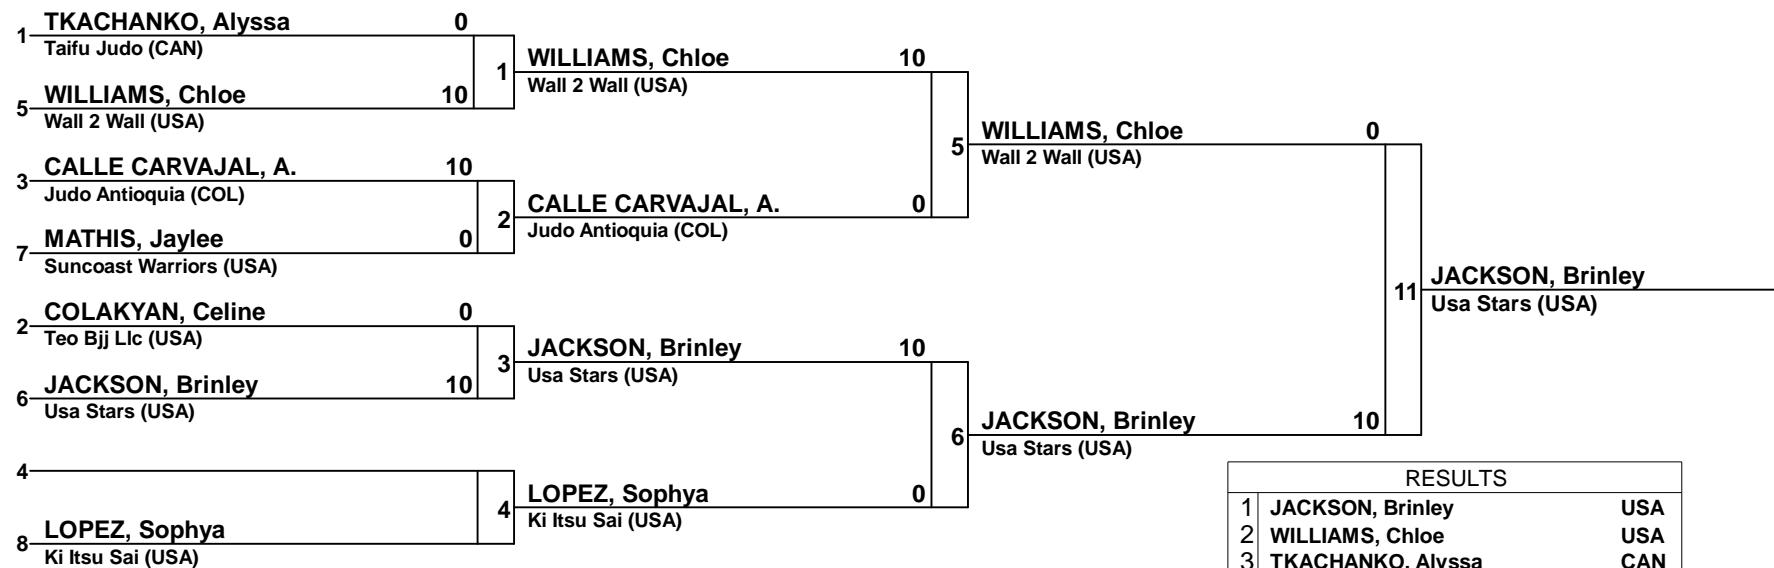 TKACHANKO, Alyssa 0
1
Taifu Judo (CAN)
1
WILLIAMS, Chloe 10
5
Wall 2 Wall (USA)
CALLE CARVAJAL, A. 10
3
Judo Antioquia (COL)
2
MATHIS, Jaylee 0
7
Suncoast Warriors (USA)
COLAKYAN, Celine 0
2
Teo Bjj Llc (USA)
3
JACKSON, Brinley 10
6
Usa Stars (USA)
4
4
LOPEZ, Sophya
8
Ki Itsu Sai (USA)
WILLIAMS, Chloe 10
Wall 2 Wall (USA)
5
CALLE CARVAJAL, A. 0
Judo Antioquia (COL)
JACKSON, Brinley 10
Usa Stars (USA)
6
LOPEZ, Sophya 0
Ki Itsu Sai (USA)
WILLIAMS, Chloe 0
Wall 2 Wall (USA)
11
JACKSON, Brinley 10
Usa Stars (USA)
JACKSON, Brinley
Usa Stars (USA)
RESULTS
1 JACKSON, Brinley USA
2 WILLIAMS, Chloe USA
3 TKACHANKO, Alyssa CAN